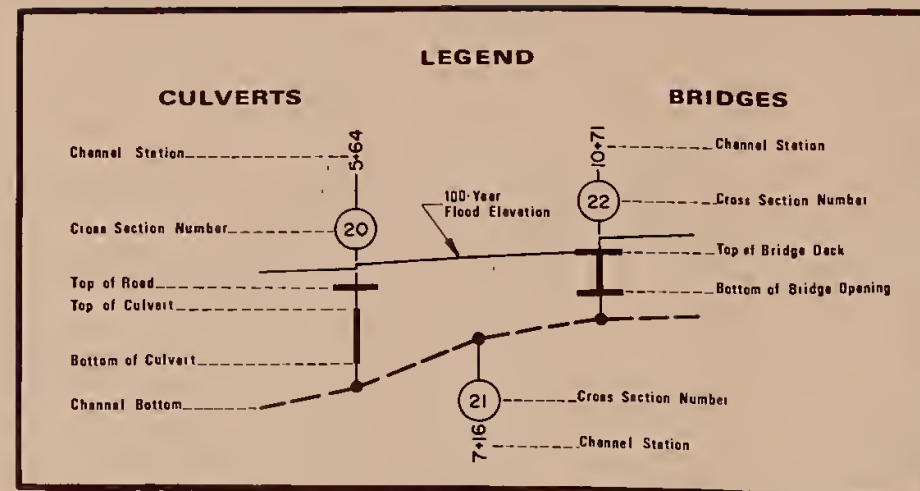 LEGEND
CULVERTS
BRIDGES
Channel Station
5+64
10+71
Channel Station
100-Year
Flood Elevation
22
Cross Section Number
Cross Section Number
20
Top of Bridge Deck
Top of Road
Bottom of Bridge Opening
Top of Culvert
Bottom of Culvert
21
Cross Section Number
Channel Bottom
7+16
Channel Station